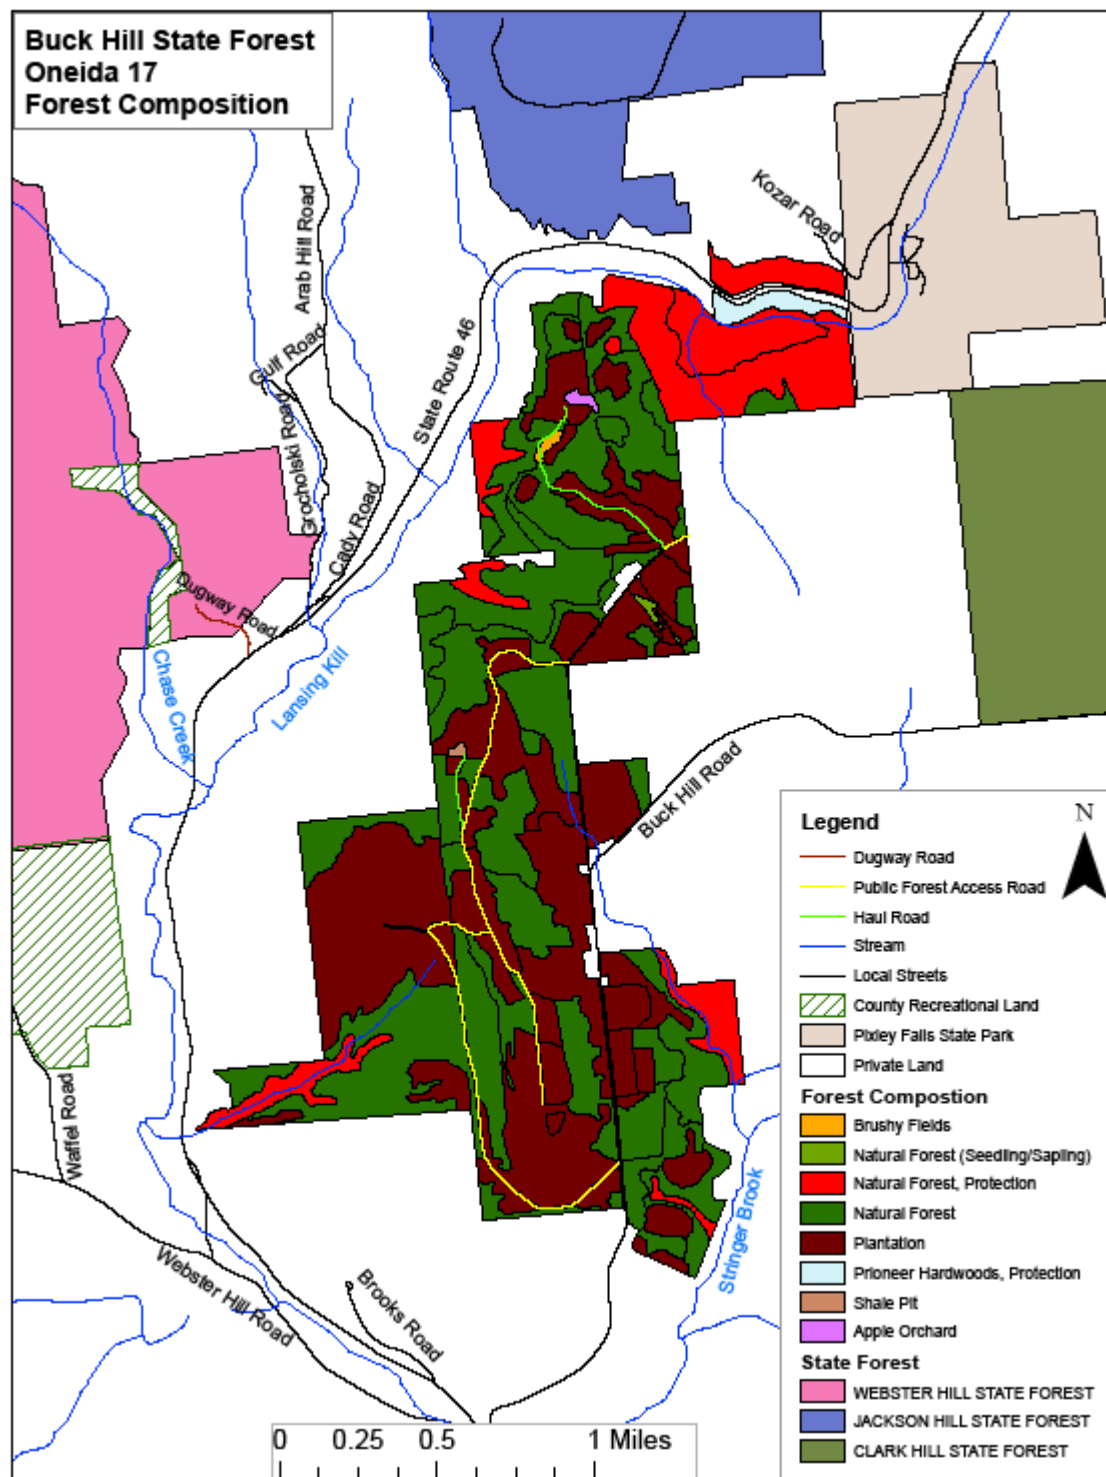 Buck Hill State Forest
Oneida 17
Forest Composition
Kozar Road
Arab Hill Road
Gulf Road
State Route 46
Grocholski Road
Cady Road
Dugway Road
Chase Creek
Lansing Kill
Buck Hill Road
Waffel Road
Webster Hill Road
Brooks Road
Stringer Brook
Legend
N
Dugway Road
Public Forest Access Road
Haul Road
Stream
Local Streets
County Recreational Land
Pixley Falls State Park
Private Land
Forest Compostion
Brushy Fields
Natural Forest (Seedling/Sapling)
Natural Forest, Protection
Natural Forest
Plantation
Prioneer Hardwoods, Protection
Shale Pit
Apple Orchard
State Forest
WEBSTER HILL STATE FOREST
JACKSON HILL STATE FOREST
CLARK HILL STATE FOREST
0 0.25 0.5 1 Miles